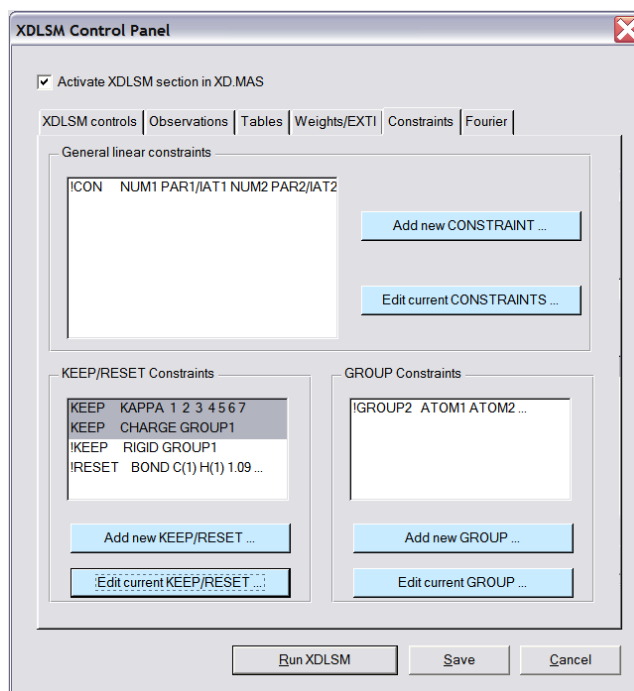 XDLSM Control Panel
Activate XDLSM section in XD.MAS
XDLSM controls Observations Tables Weights/EXTI Constraints Fourier
General linear constraints
!CON NUM1 PAR1/IAT1 NUM2 PAR2/IAT2
Add new CONSTRAINT ...
Edit current CONSTRAINTS ...
KEEP/RESET Constraints
KEEP KAPPA 1 2 3 4 5 6 7
KEEP CHARGE GROUP1
!KEEP RIGID GROUP1
!RESET BOND C(1) H(1) 1.09 ...
Add new KEEP/RESET ...
Edit current KEEP/RESET ...
GROUP Constraints
!GROUP2 ATOM1 ATOM2 ...
Add new GROUP ...
Edit current GROUP ...
Run XDLSM Save Cancel